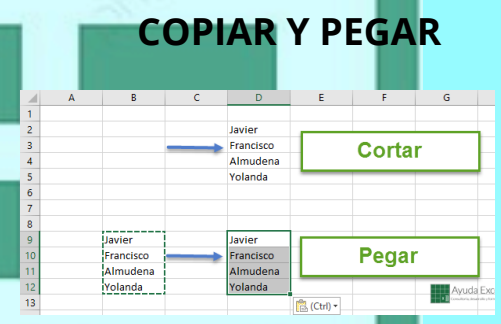 COPIAR Y PEGAR
A B C D E F G
1
2 Javier
3 Francisco Cortar
4 Almudena
5 Yolanda
6
7
8
9 Javier Javier
10 Francisco Francisco Pegar
11 Almudena Almudena
12 Yolanda Yolanda Ayuda Exc
13 (Ctrl)